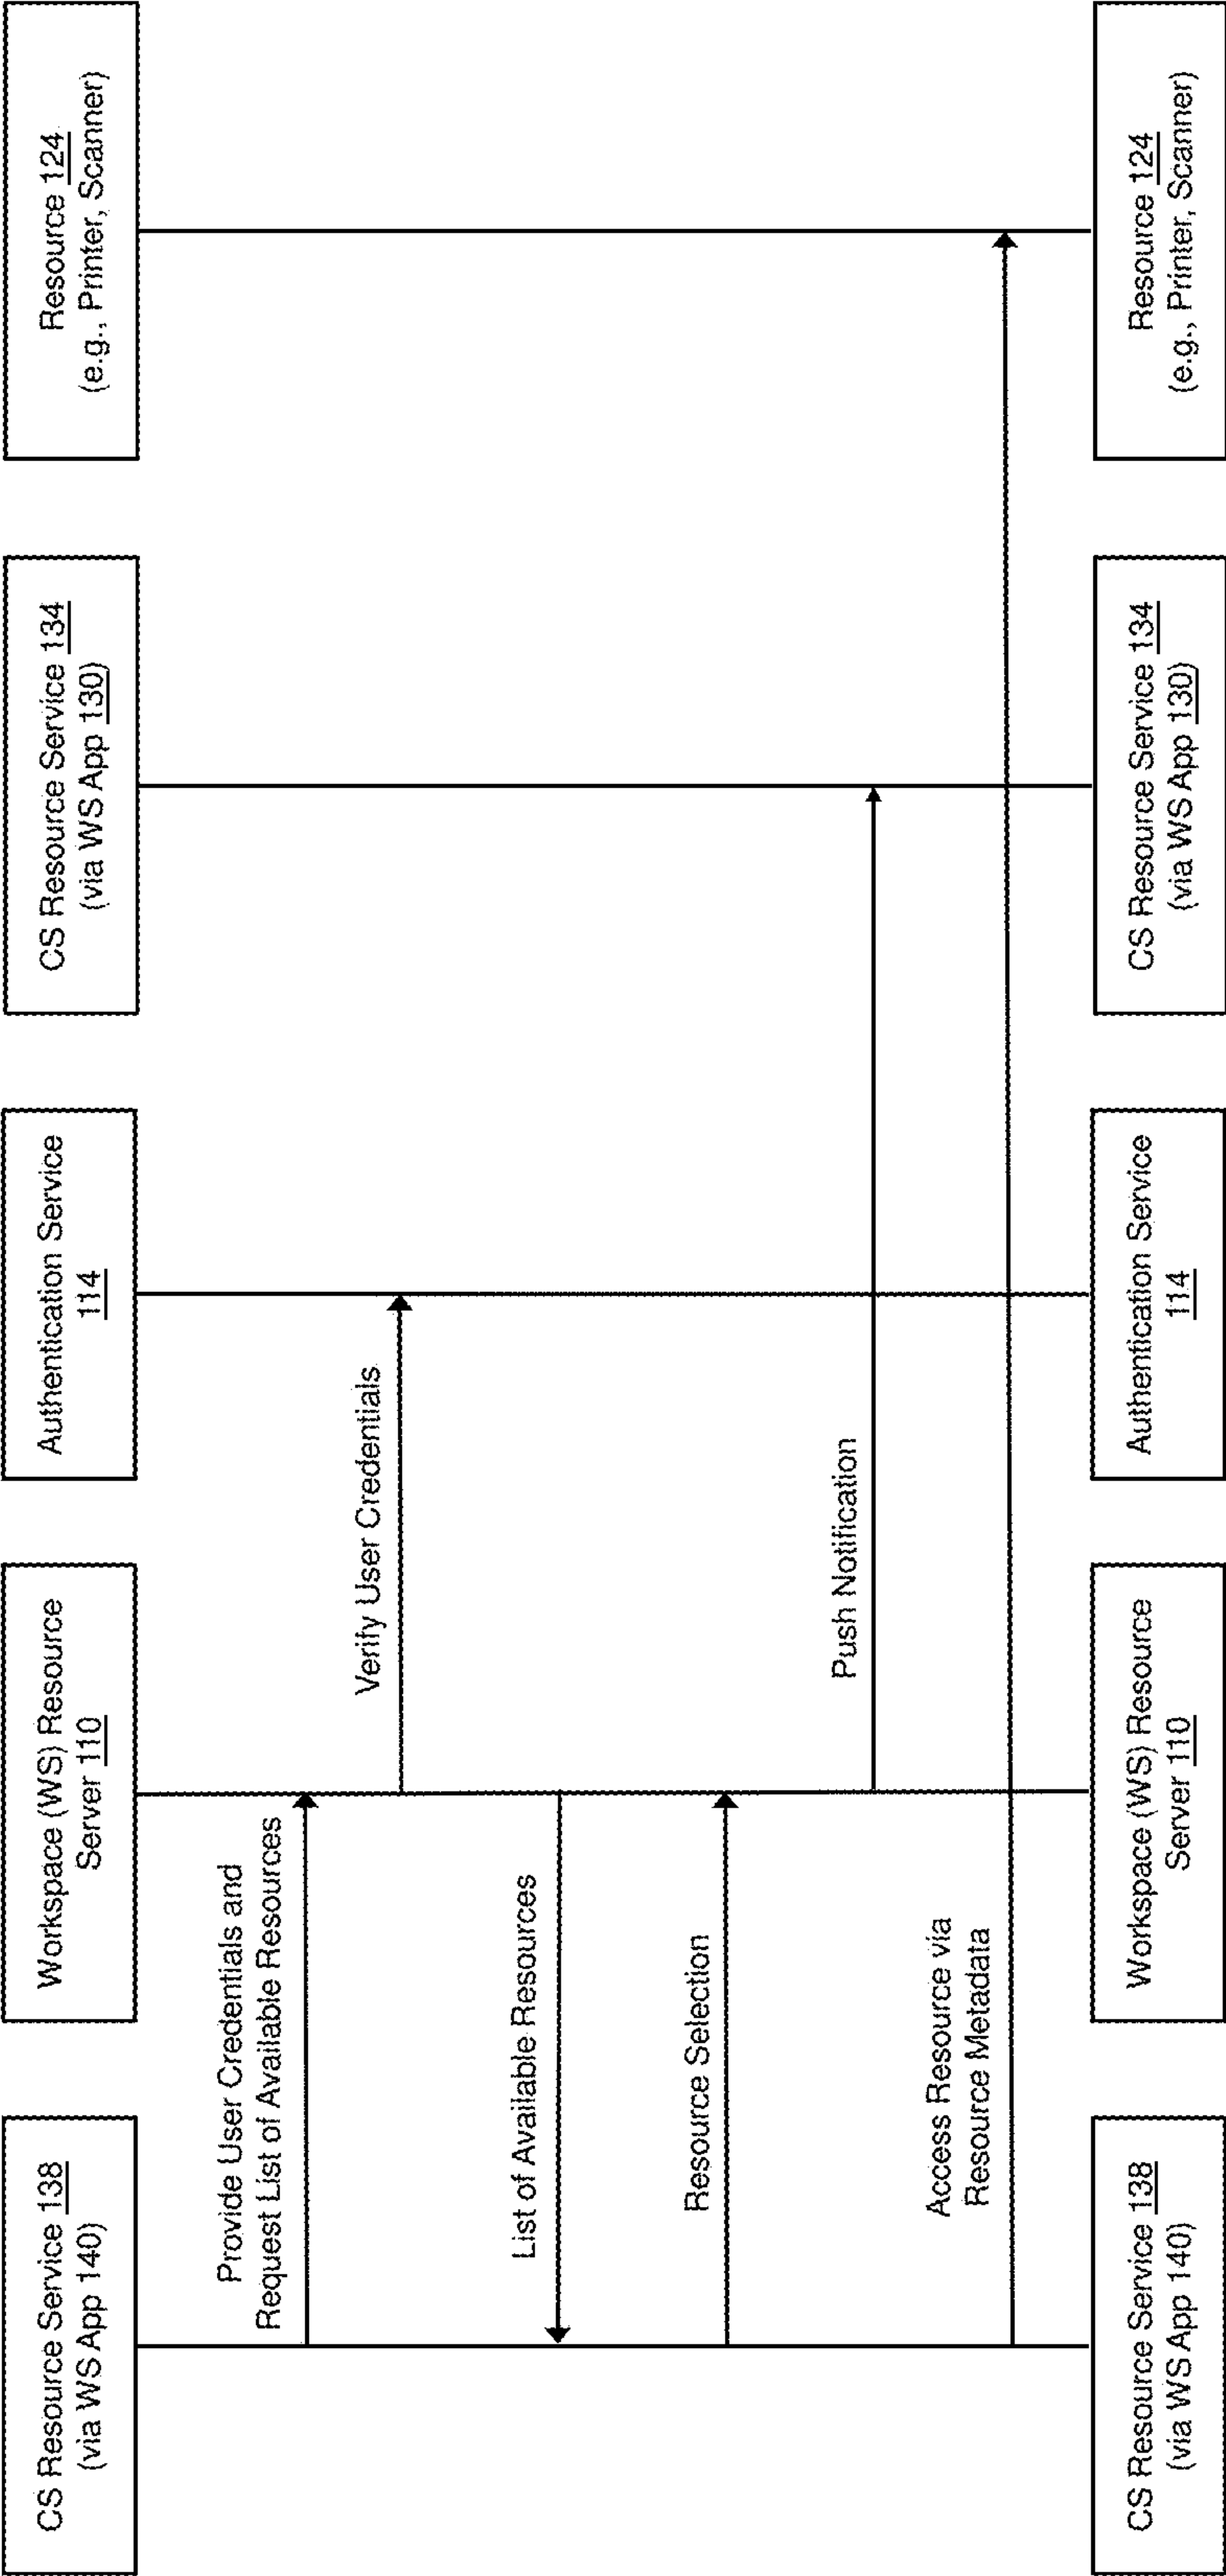 CS Resource Service 138
(via WS App 140)
Workspace (WS) Resource
Server 110
Authentication Service
114
CS Resource Service 134
(via WS App 130)
Resource 124
(e.g., Printer, Scanner)
Provide User Credentials and
Request List of Available Resources
Verify User Credentials
List of Available Resources
Resource Selection
Push Notification
Access Resource via
Resource Metadata
CS Resource Service 138
(via WS App 140)
Workspace (WS) Resource
Server 110
Authentication Service
114
CS Resource Service 134
(via WS App 130)
Resource 124
(e.g., Printer, Scanner)